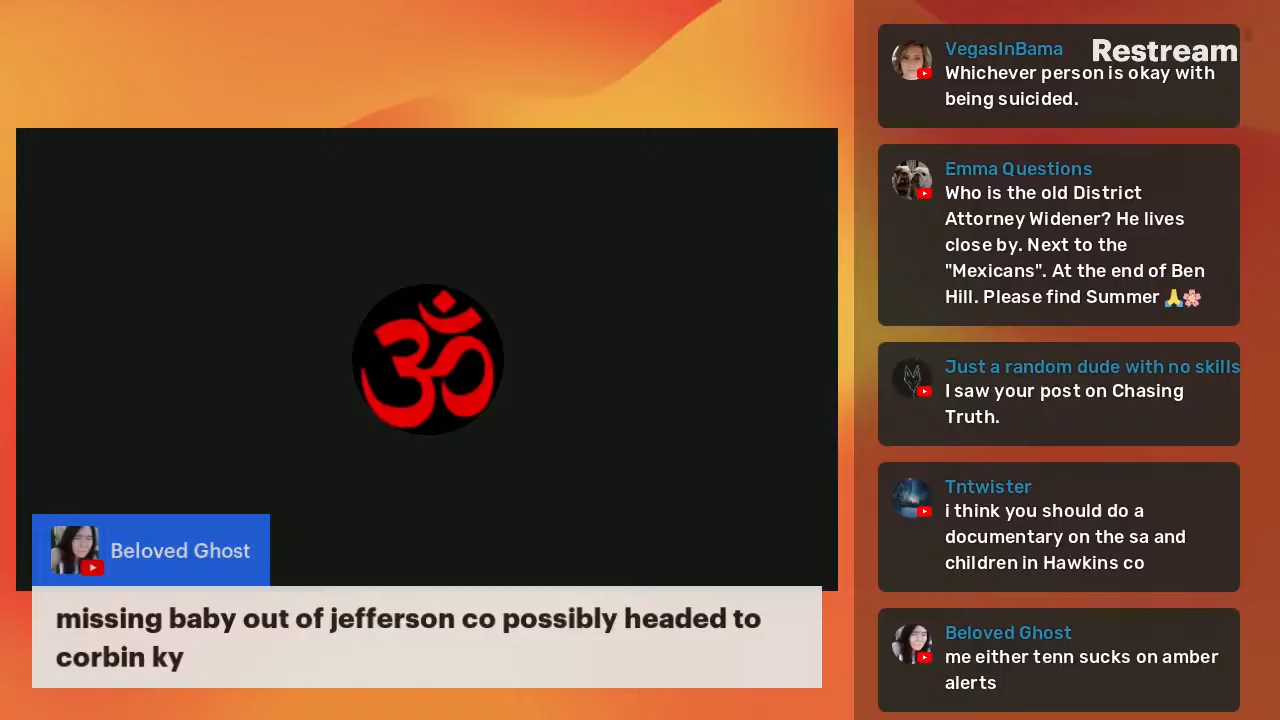 ॐ
Beloved Ghost
missing baby out of jefferson co possibly headed to
corbin ky
Restream
VegasInBama
Whichever person is okay with
being suicided.
Emma Questions
Who is the old District
Attorney Widener? He lives
close by. Next to the
"Mexicans". At the end of Ben
Hill. Please find Summer 🙏🌸
Just a random dude with no skills
I saw your post on Chasing
Truth.
Tntwister
i think you should do a
documentary on the sa and
children in Hawkins co
Beloved Ghost
me either tenn sucks on amber
alerts